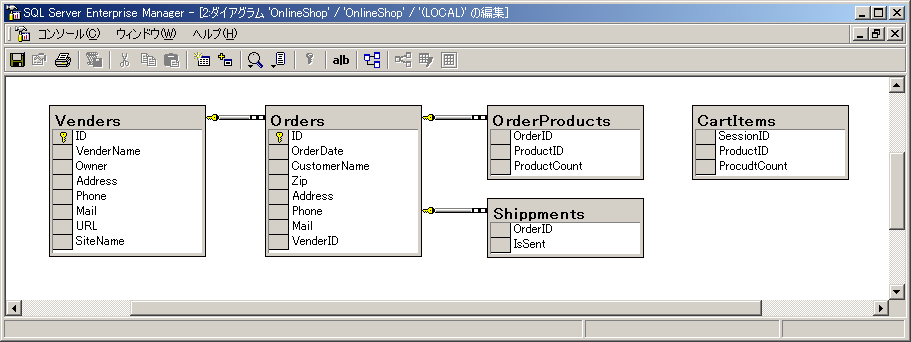 SQL Server Enterprise Manager - [2:ダイアグラム 'OnlineShop' / 'OnlineShop' / '(LOCAL)' の編集]
コンソール(C) ウィンドウ(W) ヘルプ(H)
ab
Venders
ID
VenderName
Owner
Address
Phone
Mail
URL
SiteName
Orders
ID
OrderDate
CustomerName
Zip
Address
Phone
Mail
VenderID
OrderProducts
OrderID
ProductID
ProductCount
Shippments
OrderID
IsSent
CartItems
SessionID
ProductID
ProcudtCount